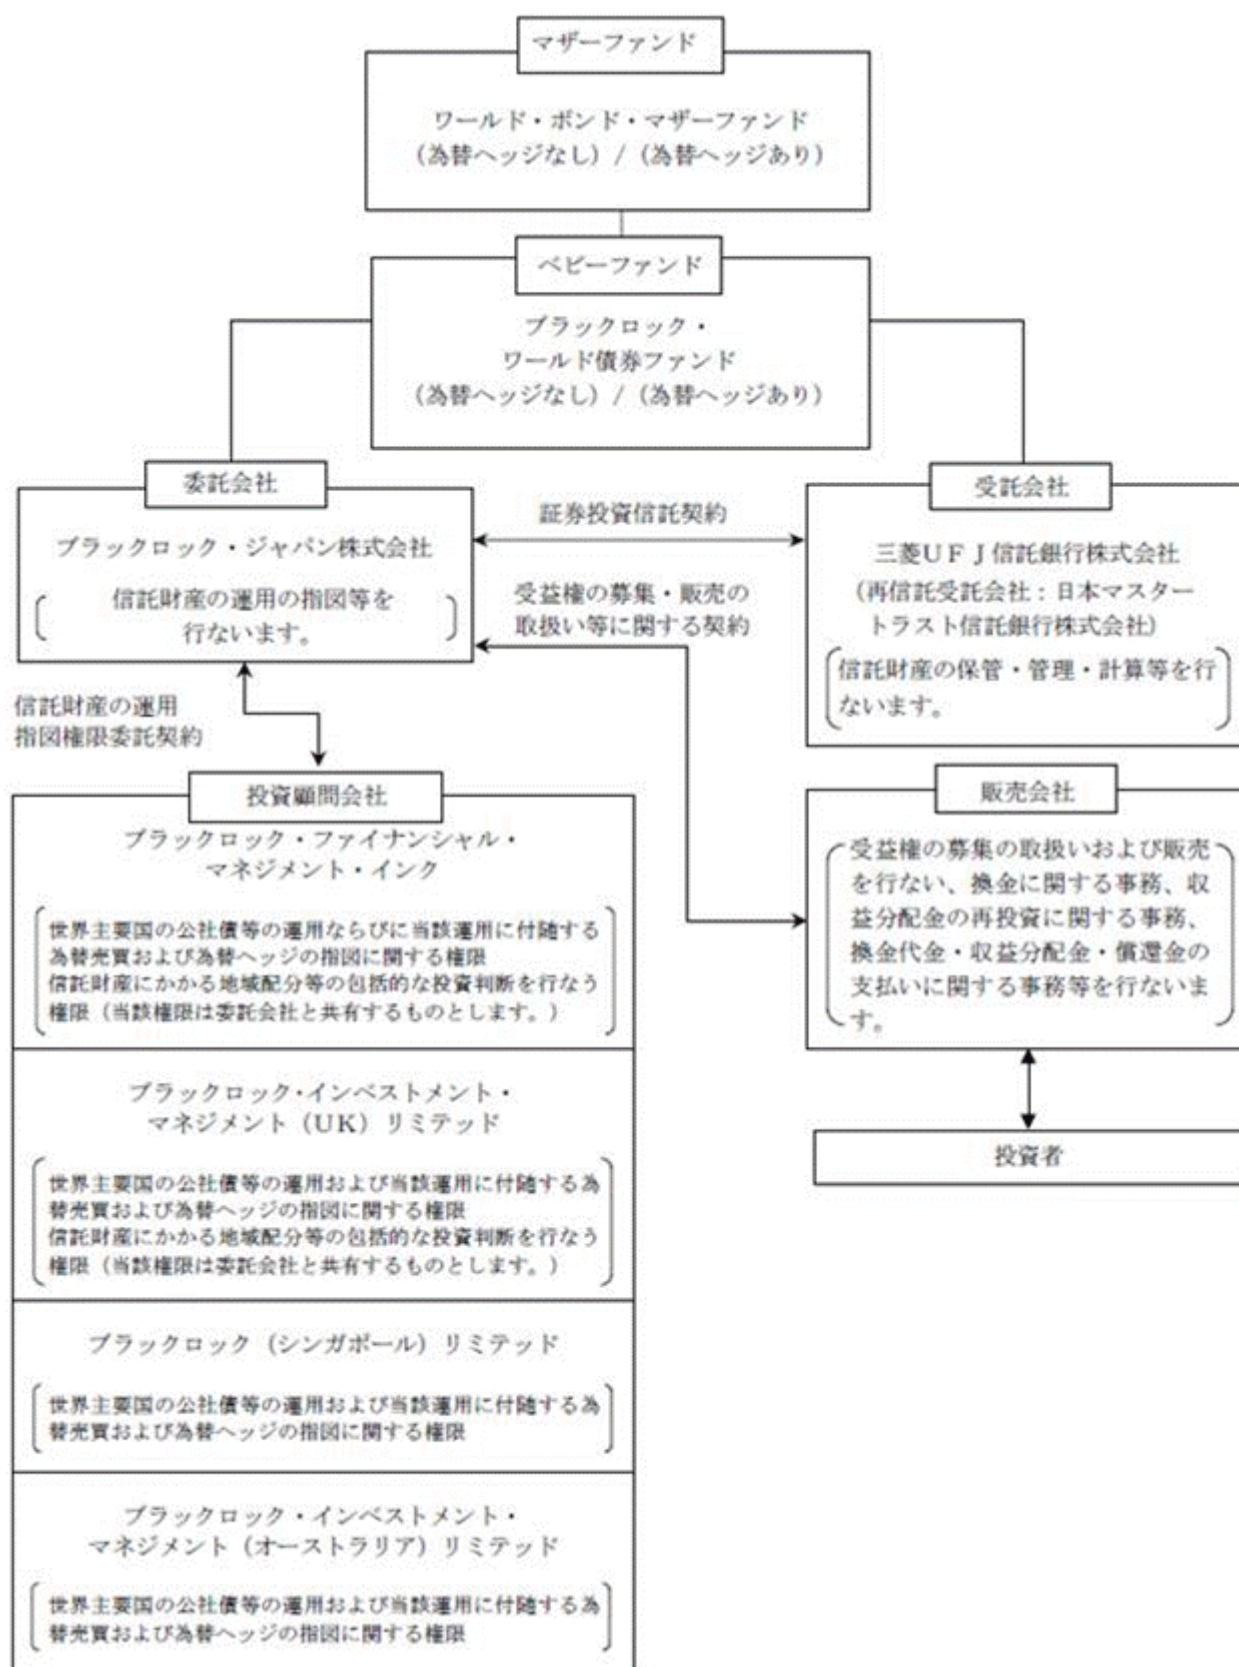 マザーファンド
ワールド・ボンド・マザーファンド
（為替ヘッジなし）/（為替ヘッジあり）
ベビーファンド
ブラックロック・
ワールド債券ファンド
（為替ヘッジなし）/（為替ヘッジあり）
委託会社
ブラックロック・ジャパン株式会社
信託財産の運用の指図等を
行ないます。
証券投資信託契約
受益権の募集・販売の
取扱い等に関する契約
受託会社
三菱ＵＦＪ信託銀行株式会社
（再信託受託会社：日本マスター
トラスト信託銀行株式会社）
信託財産の保管・管理・計算等を行
ないます。
信託財産の運用
指図権限委託契約
投資顧問会社
ブラックロック・ファイナンシャル・
マネジメント・インク
世界主要国の公社債等の運用ならびに当該運用に付随する
為替売買および為替ヘッジの指図に関する権限
信託財産にかかる地域配分等の包括的な投資判断を行なう
権限（当該権限は委託会社と共有するものとします。）
ブラックロック・インベストメント・
マネジメント（ＵＫ）リミテッド
世界主要国の公社債等の運用および当該運用に付随する為
替売買および為替ヘッジの指図に関する権限
信託財産にかかる地域配分等の包括的な投資判断を行なう
権限（当該権限は委託会社と共有するものとします。）
ブラックロック（シンガポール）リミテッド
世界主要国の公社債等の運用および当該運用に付随する為
替売買および為替ヘッジの指図に関する権限
ブラックロック・インベストメント・
マネジメント（オーストラリア）リミテッド
世界主要国の公社債等の運用および当該運用に付随する為
替売買および為替ヘッジの指図に関する権限
販売会社
受益権の募集の取扱いおよび販売
を行ない、換金に関する事務、収
益分配金の再投資に関する事務、
換金代金・収益分配金・償還金の
支払いに関する事務等を行ないま
す。
投資者